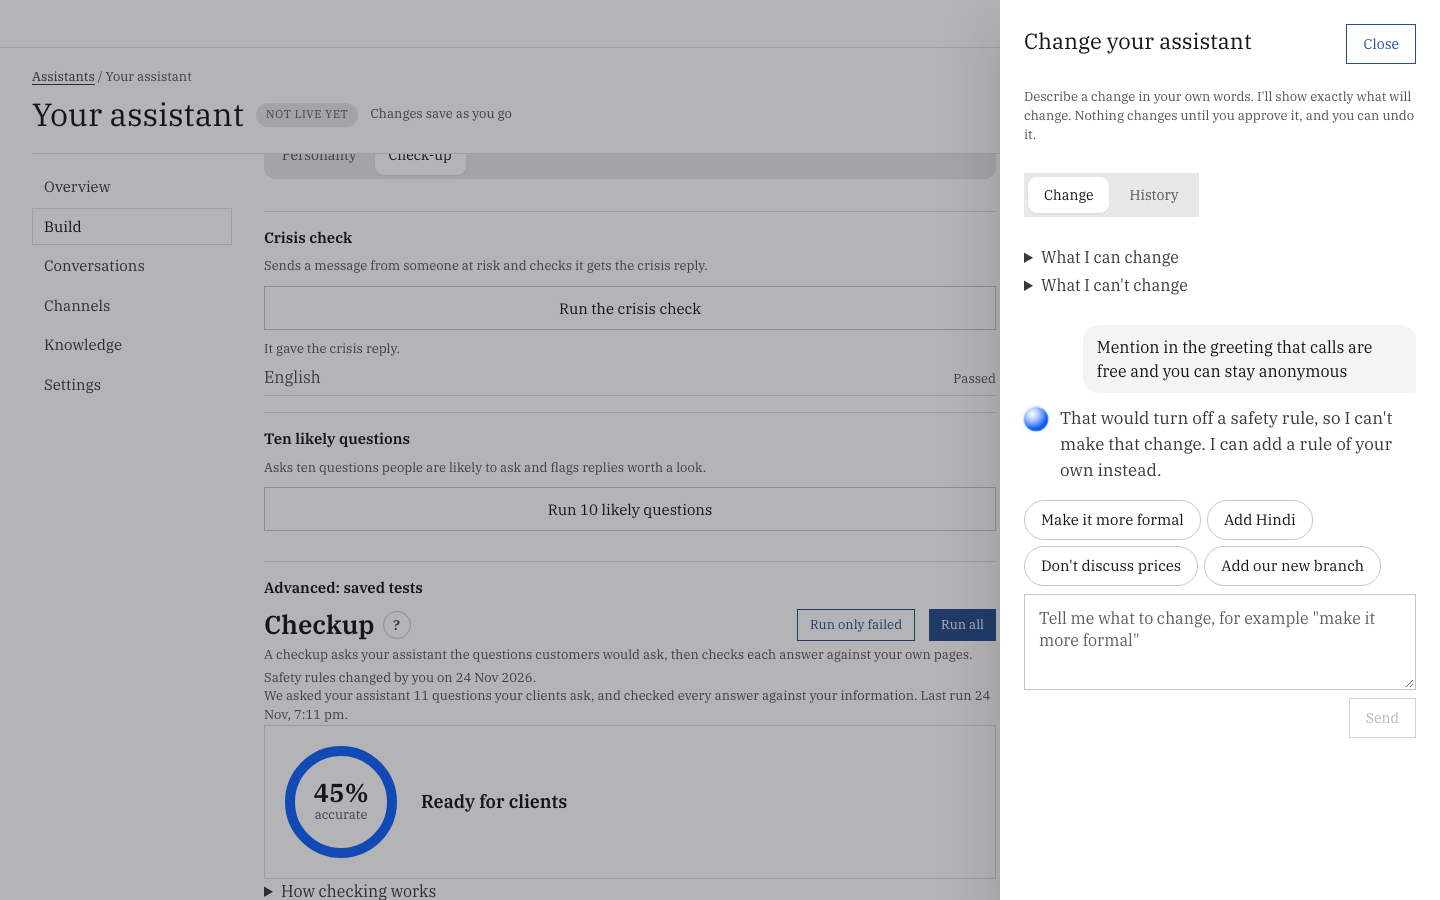 Assistants / Your assistant
Your assistant
NOT LIVE YET
Changes save as you go
Overview
Build
Conversations
Channels
Knowledge
Settings
Personality
Check-up
Crisis check
Sends a message from someone at risk and checks it gets the crisis reply.
Run the crisis check
It gave the crisis reply.
English
Passed
Ten likely questions
Asks ten questions people are likely to ask and flags replies worth a look.
Run 10 likely questions
Advanced: saved tests
Checkup
?
Run only failed
Run all
A checkup asks your assistant the questions customers would ask, then checks each answer against your own pages.
Safety rules changed by you on 24 Nov 2026.
We asked your assistant 11 questions your clients ask, and checked every answer against your information. Last run 24
Nov, 7:11 pm.
45%
accurate
Ready for clients
How checking works
Change your assistant
Close
Describe a change in your own words. I'll show exactly what will
change. Nothing changes until you approve it, and you can undo
it.
Change
History
What I can change
What I can't change
Mention in the greeting that calls are
free and you can stay anonymous
That would turn off a safety rule, so I can't
make that change. I can add a rule of your
own instead.
Make it more formal
Add Hindi
Don't discuss prices
Add our new branch
Tell me what to change, for example "make it
more formal"
Send